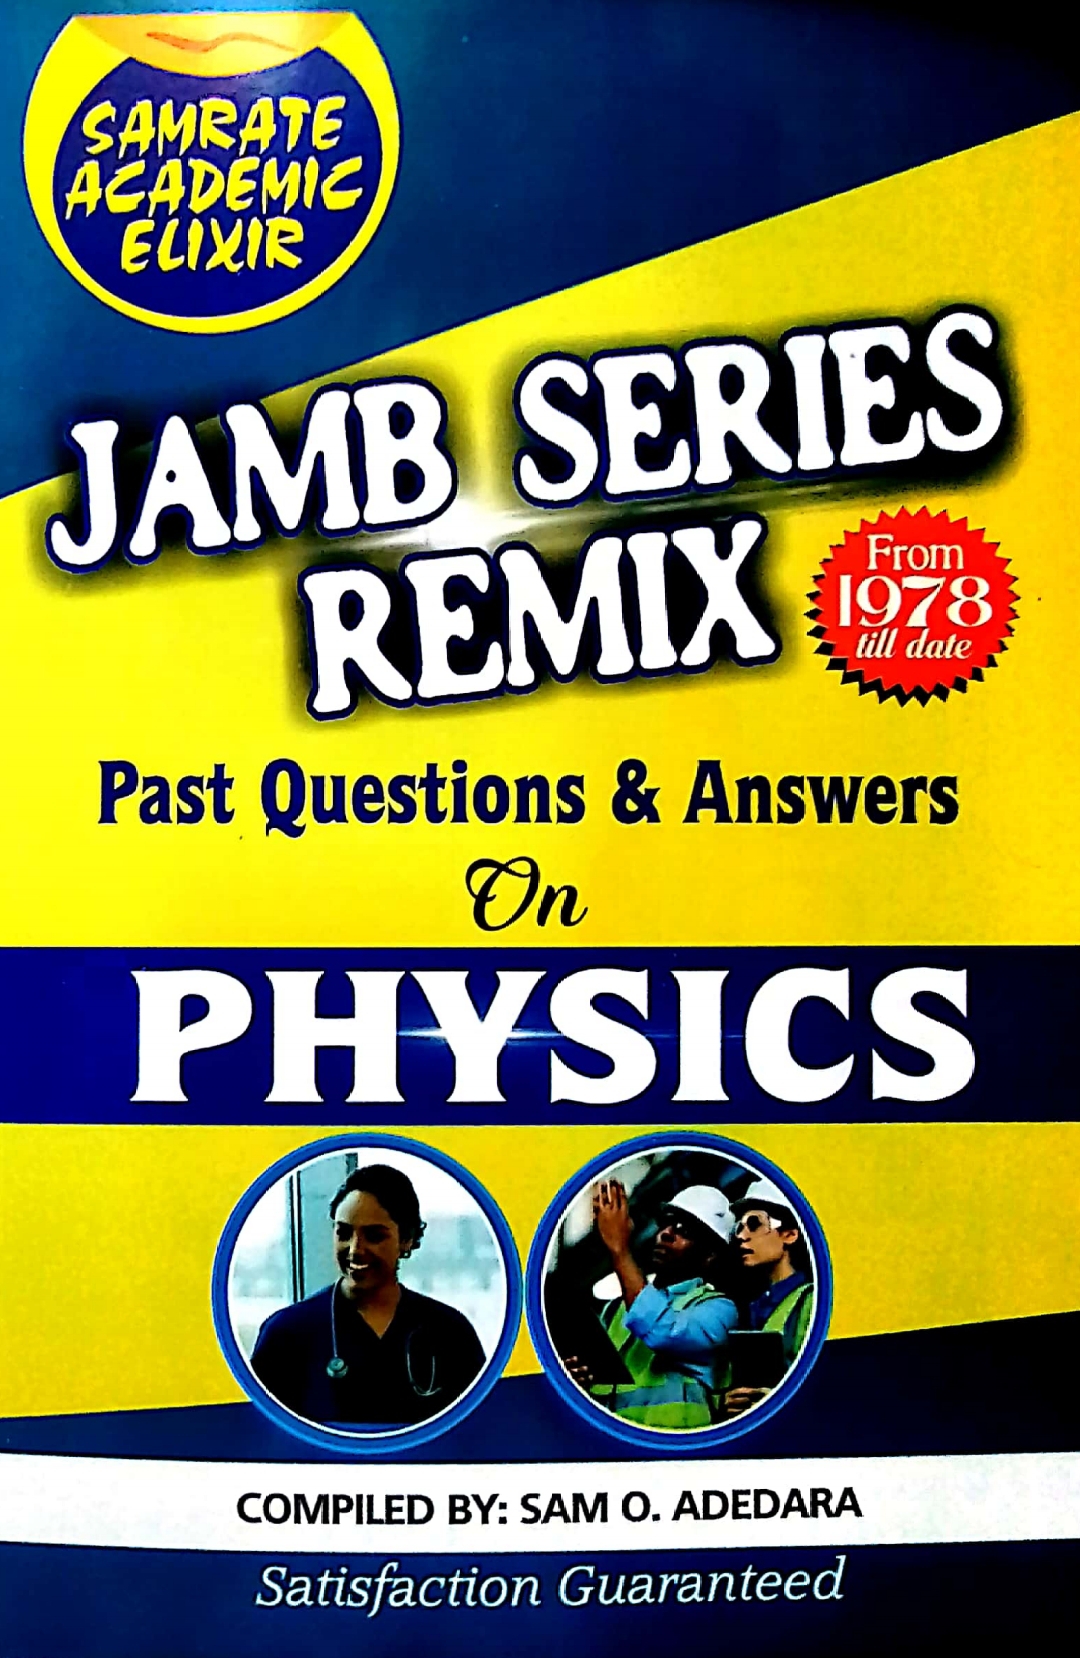 SAMRATE
ACADEMIC
ELIXIR
JAMB SERIES
REMIX
From
1978
till date
Past Questions & Answers
On
PHYSICS
COMPILED BY: SAM O. ADEDARA
Satisfaction Guaranteed